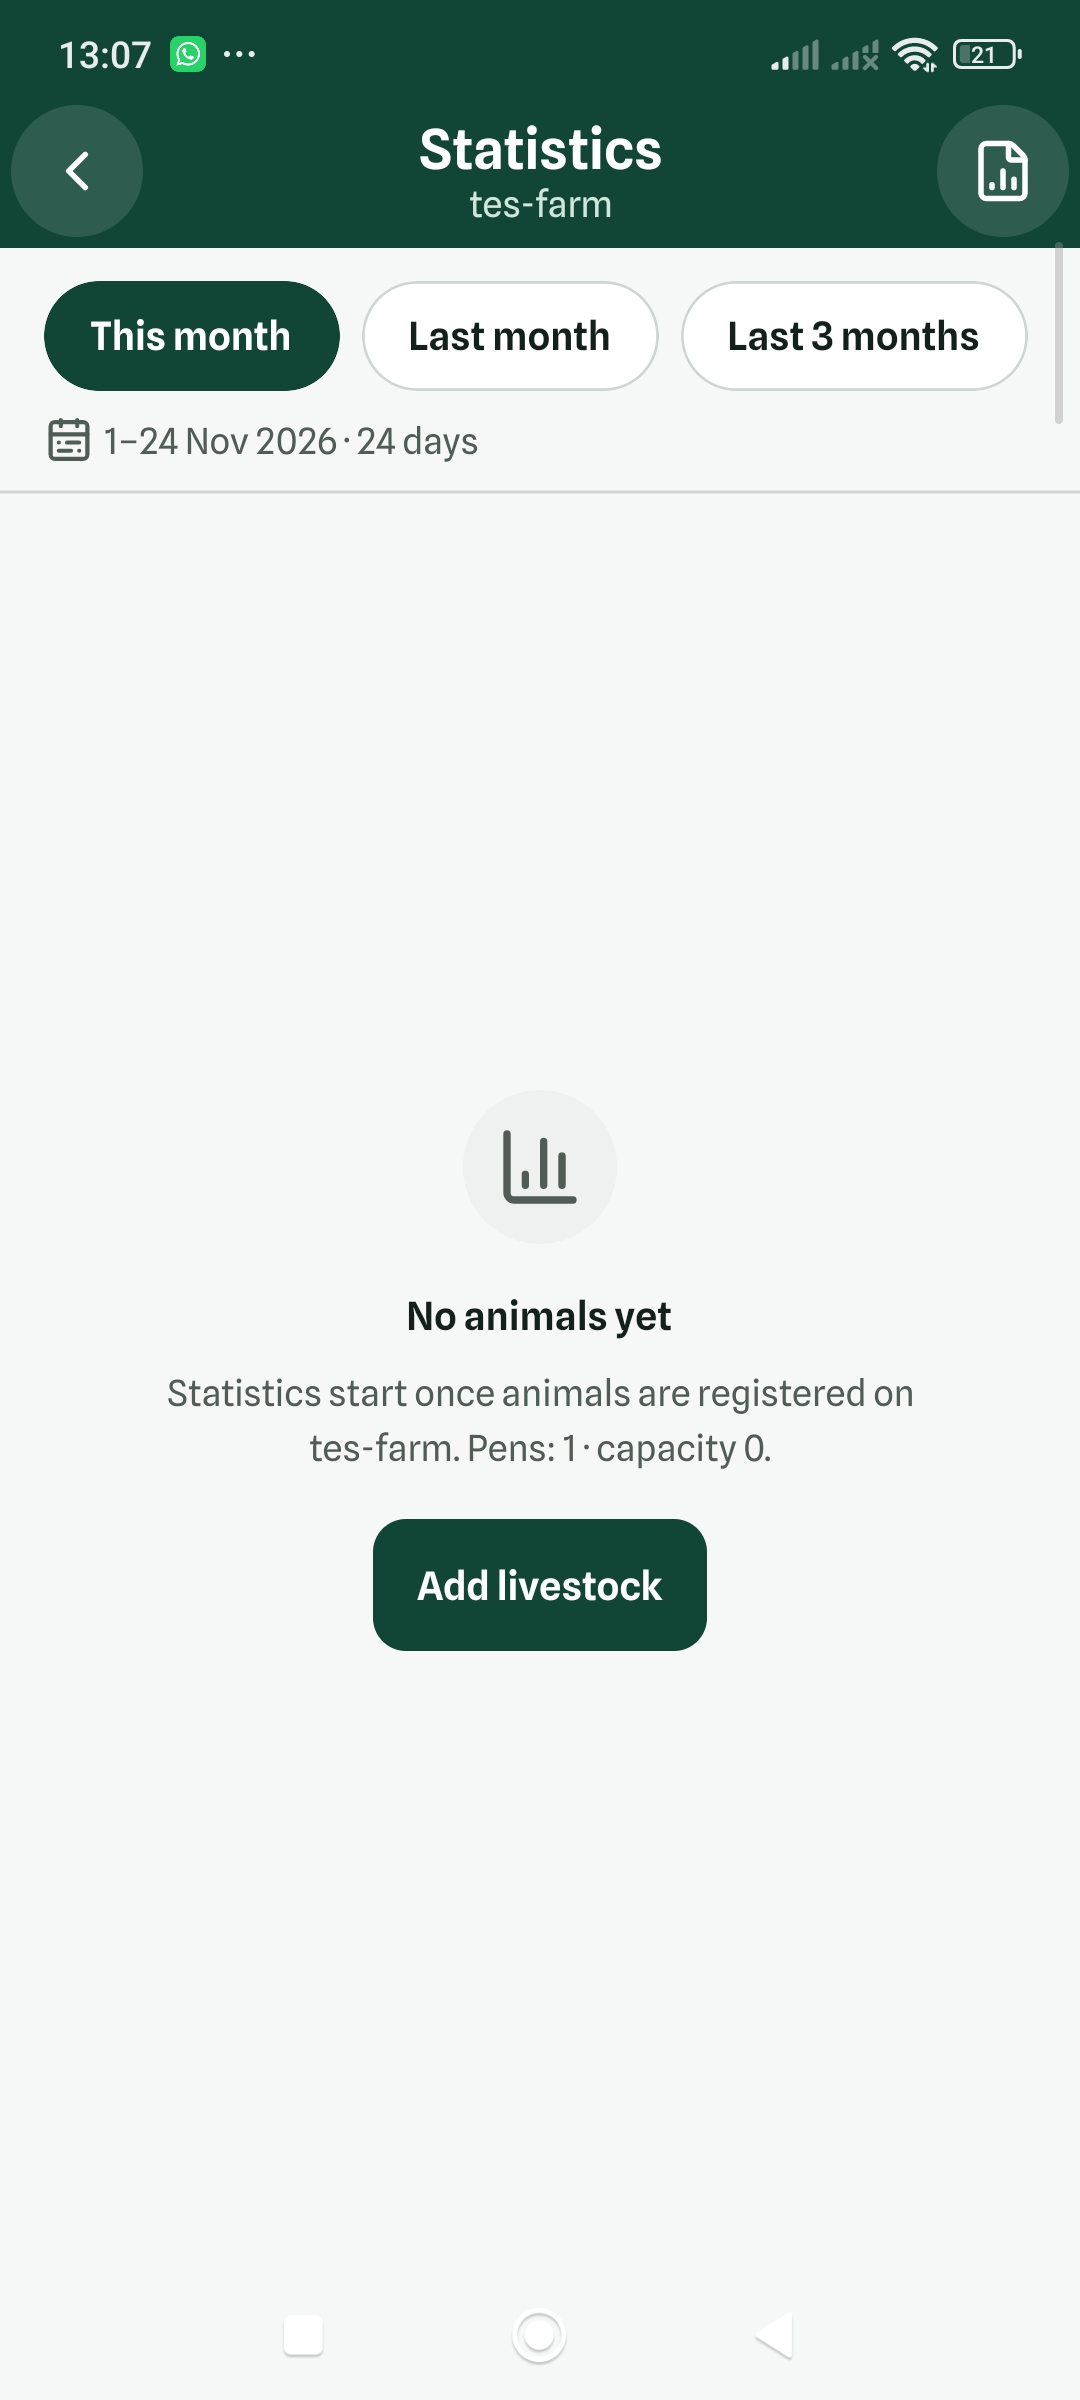 13:07
21
Statistics
tes-farm
This month
Last month
Last 3 months
1–24 Nov 2026 · 24 days
No animals yet
Statistics start once animals are registered on
tes-farm. Pens: 1 · capacity 0.
Add livestock